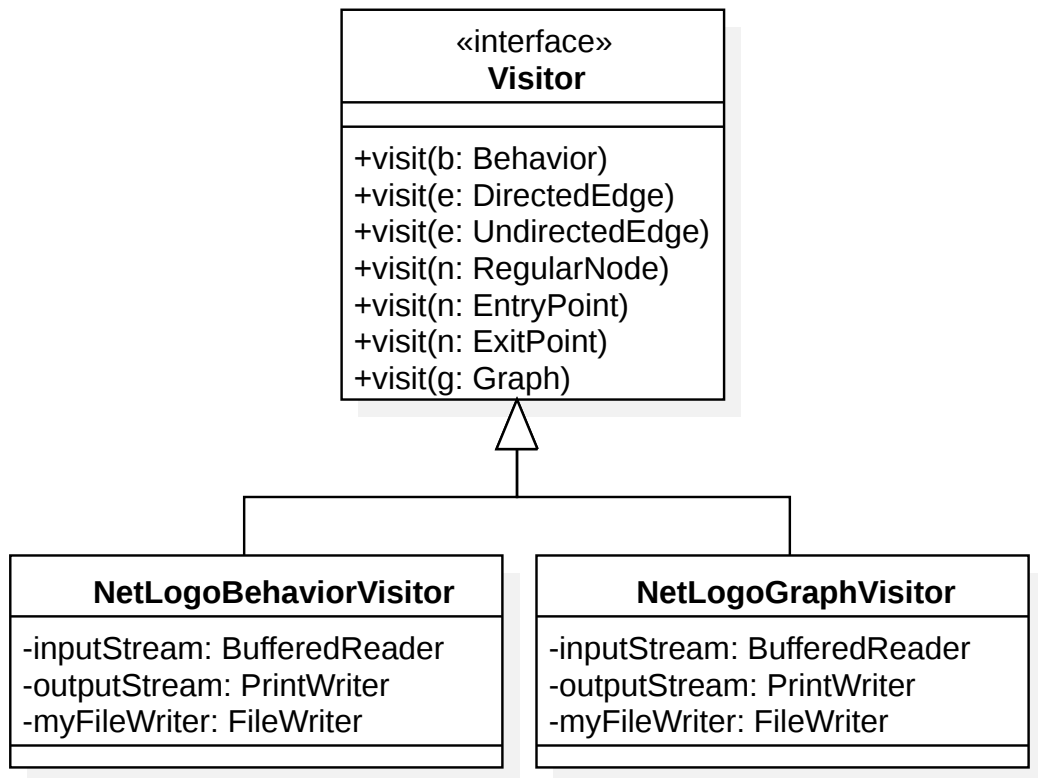 «interface»
Visitor
+visit(b: Behavior)
+visit(e: DirectedEdge)
+visit(e: UndirectedEdge)
+visit(n: RegularNode)
+visit(n: EntryPoint)
+visit(n: ExitPoint)
+visit(g: Graph)
NetLogoBehaviorVisitor
-inputStream: BufferedReader
-outputStream: PrintWriter
-myFileWriter: FileWriter
NetLogoGraphVisitor
-inputStream: BufferedReader
-outputStream: PrintWriter
-myFileWriter: FileWriter